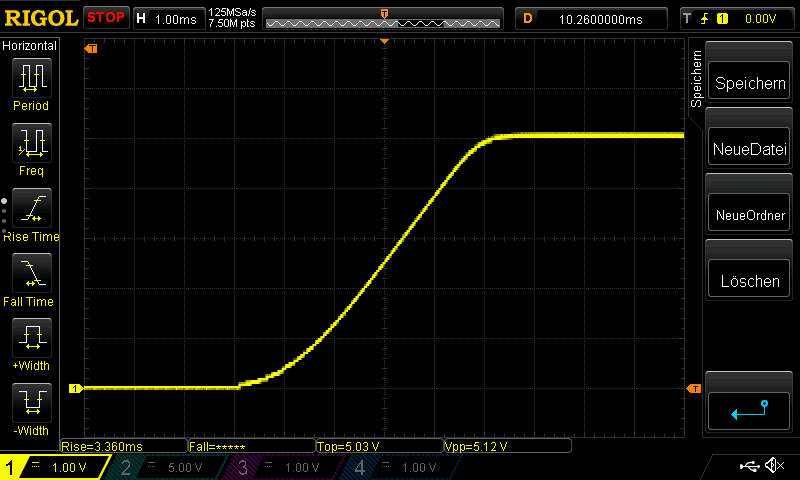 RIGOL STOP H 1.00ms 125MSa/s 7.50M pts T D 10.2600000ms T 1 0.00V
Horizontal
T
Period
Freq
Rise Time
Fall Time
+Width
-Width
1
T
Speichern
Speichern
NeueDatei
NeueOrdner
Löschen
Rise=3.360ms Fall=***** Top=5.03 V Vpp=5.12 V
1 1.00 V 2 5.00 V 3 1.00 V 4 1.00 V